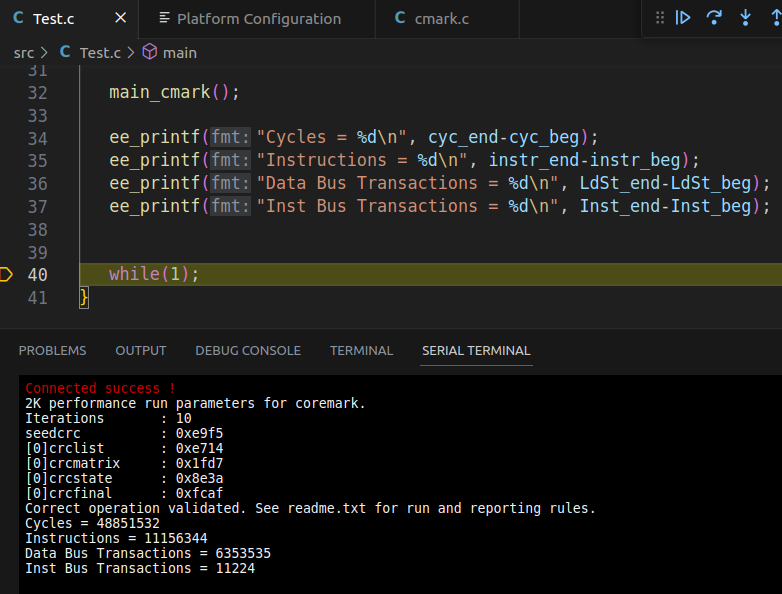 C Test.c × Platform Configuration C cmark.c
src > C Test.c > main
31
32 main_cmark();
33
34 ee_printf(fmt: "Cycles = %d\n", cyc_end-cyc_beg);
35 ee_printf(fmt: "Instructions = %d\n", instr_end-instr_beg);
36 ee_printf(fmt: "Data Bus Transactions = %d\n", LdSt_end-LdSt_beg);
37 ee_printf(fmt: "Inst Bus Transactions = %d\n", Inst_end-Inst_beg);
38
39
40 while(1);
41 }
PROBLEMS OUTPUT DEBUG CONSOLE TERMINAL SERIAL TERMINAL
Connected success !
2K performance run parameters for coremark.
Iterations : 10
seedcrc : 0xe9f5
[0]crclist : 0xe714
[0]crcmatrix : 0x1fd7
[0]crcstate : 0x8e3a
[0]crcfinal : 0xfcaf
Correct operation validated. See readme.txt for run and reporting rules.
Cycles = 48851532
Instructions = 11156344
Data Bus Transactions = 6353535
Inst Bus Transactions = 11224